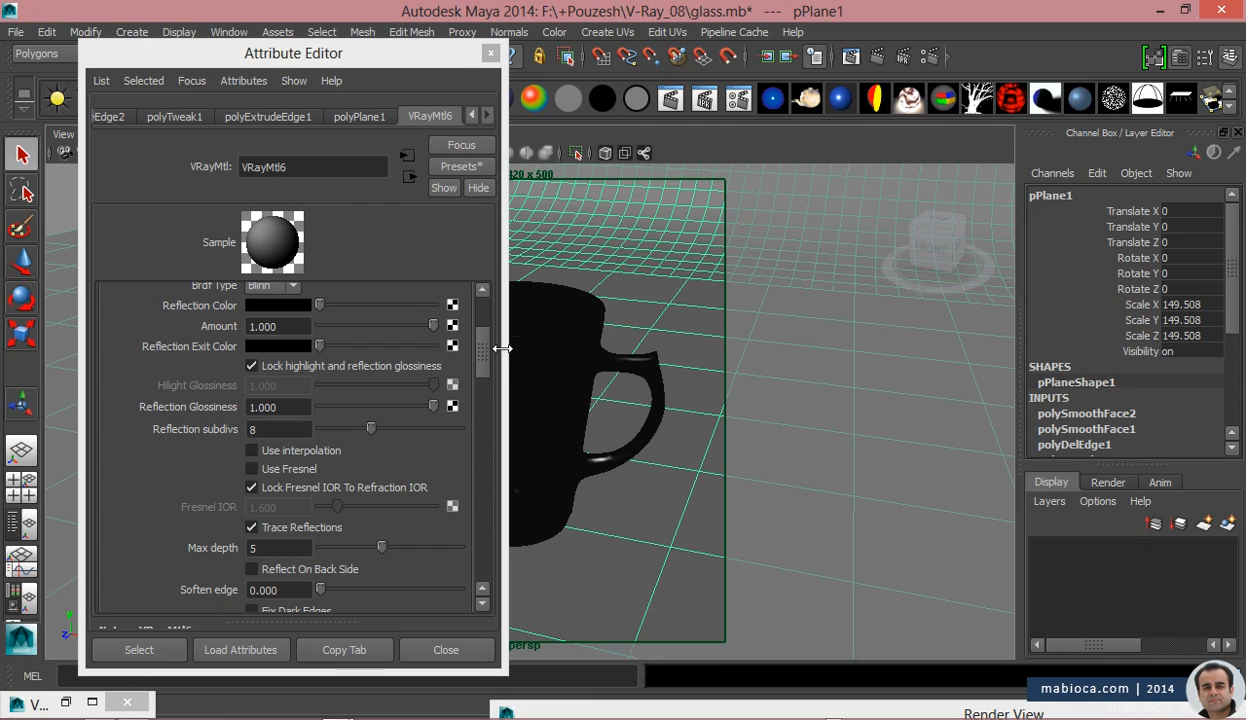 Autodesk Maya 2014: F:\+Pouzesh\V-Ray_08\glass.mb*   ---   pPlane1
File Edit Modify Create Display Window Assets Select Mesh Edit Mesh Proxy Normals Color Create UVs Edit UVs Pipeline Cache Help
Polygons
Attribute Editor
List Selected Focus Attributes Show Help
eEdge2 polyTweak1 polyExtrudeEdge1 polyPlane1 VRayMtl6
View
Focus
VRayMtl: VRayMtl6
Presets*
Show Hide
Sample
Brdf Type Blinn
Reflection Color
Amount 1.000
Reflection Exit Color
Lock highlight and reflection glossiness
Hilight Glossiness 1.000
Reflection Glossiness 1.000
Reflection subdivs 8
Use interpolation
Use Fresnel
Lock Fresnel IOR To Refraction IOR
Fresnel IOR 1.600
Trace Reflections
Max depth 5
Reflect On Back Side
Soften edge 0.000
Fix Dark Edges
Select Load Attributes Copy Tab Close
420 x 500
FRONT
persp
Channel Box / Layer Editor
Channels Edit Object Show
pPlane1
Translate X 0
Translate Y 0
Translate Z 0
Rotate X 0
Rotate Y 0
Rotate Z 0
Scale X 149.508
Scale Y 149.508
Scale Z 149.508
Visibility on
SHAPES
pPlaneShape1
INPUTS
polySmoothFace2
polySmoothFace1
polyDelEdge1
Display Render Anim
Layers Options Help
y
z
MEL
V...
Render View
mabioca.com | 2014